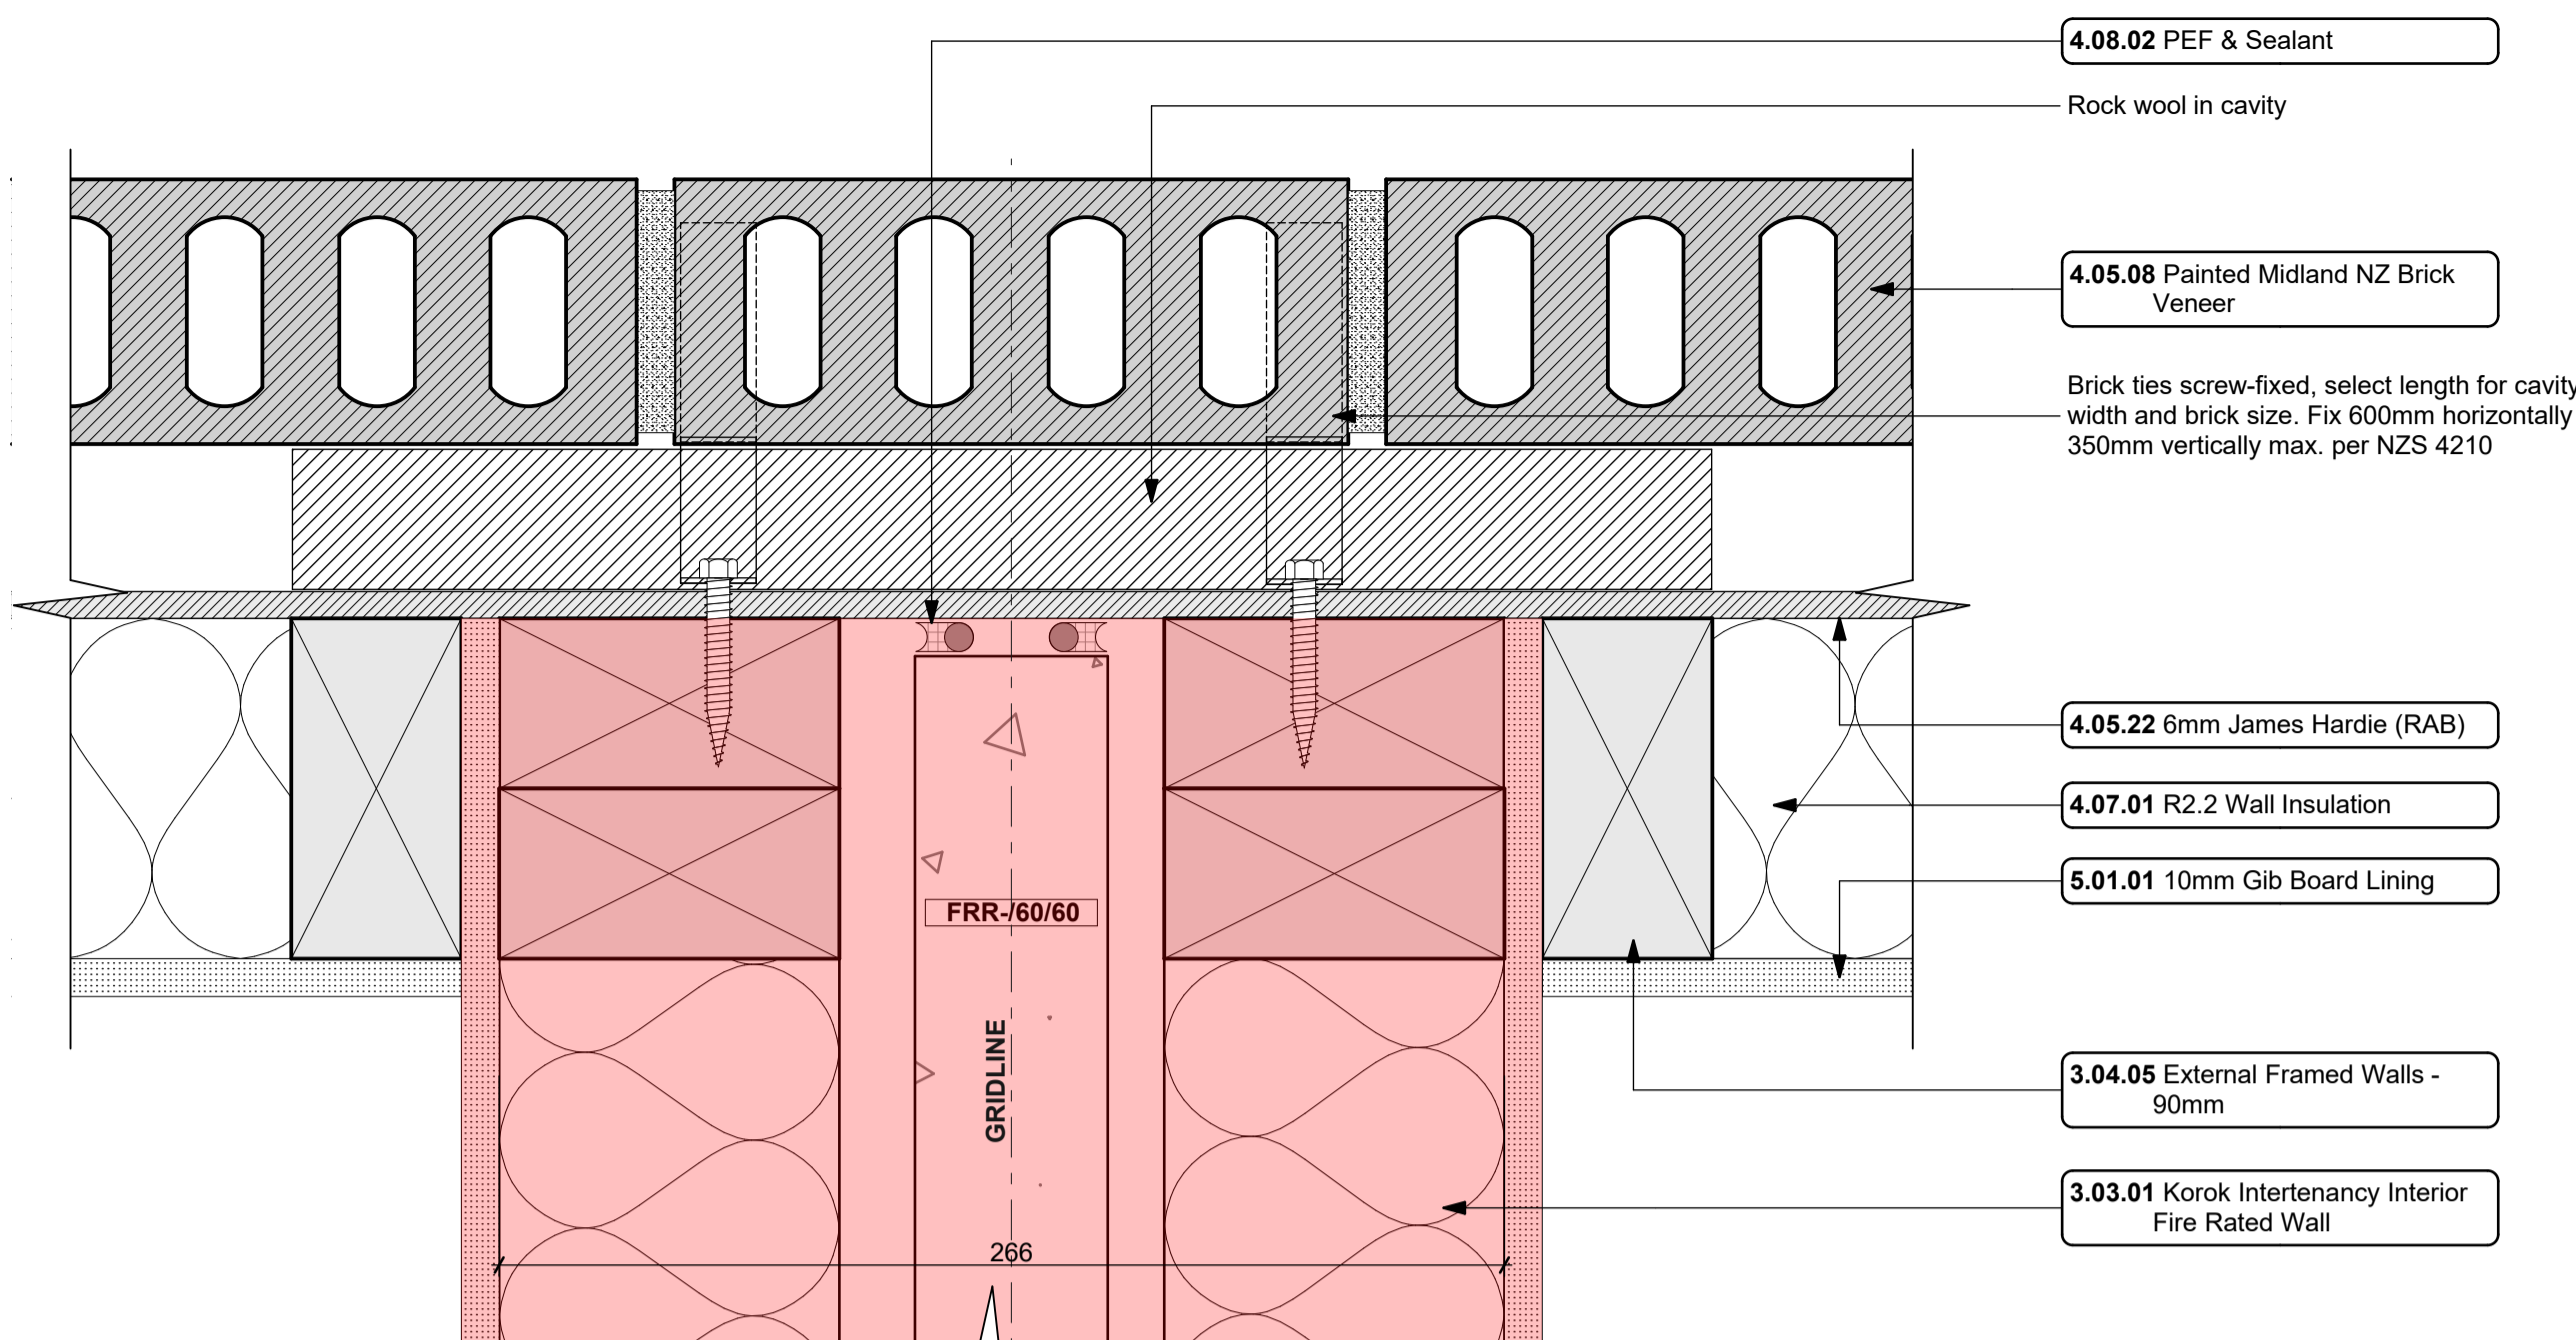 4.08.02 PEF & Sealant
Rock wool in cavity
4.05.08 Painted Midland NZ Brick
Veneer
Brick ties screw-fixed, select length for cavity
width and brick size. Fix 600mm horizontally
350mm vertically max. per NZS 4210
4.05.22 6mm James Hardie (RAB)
4.07.01 R2.2 Wall Insulation
5.01.01 10mm Gib Board Lining
FRR-/60/60
GRIDLINE
3.04.05 External Framed Walls -
90mm
3.03.01 Korok Intertenancy Interior
Fire Rated Wall
266